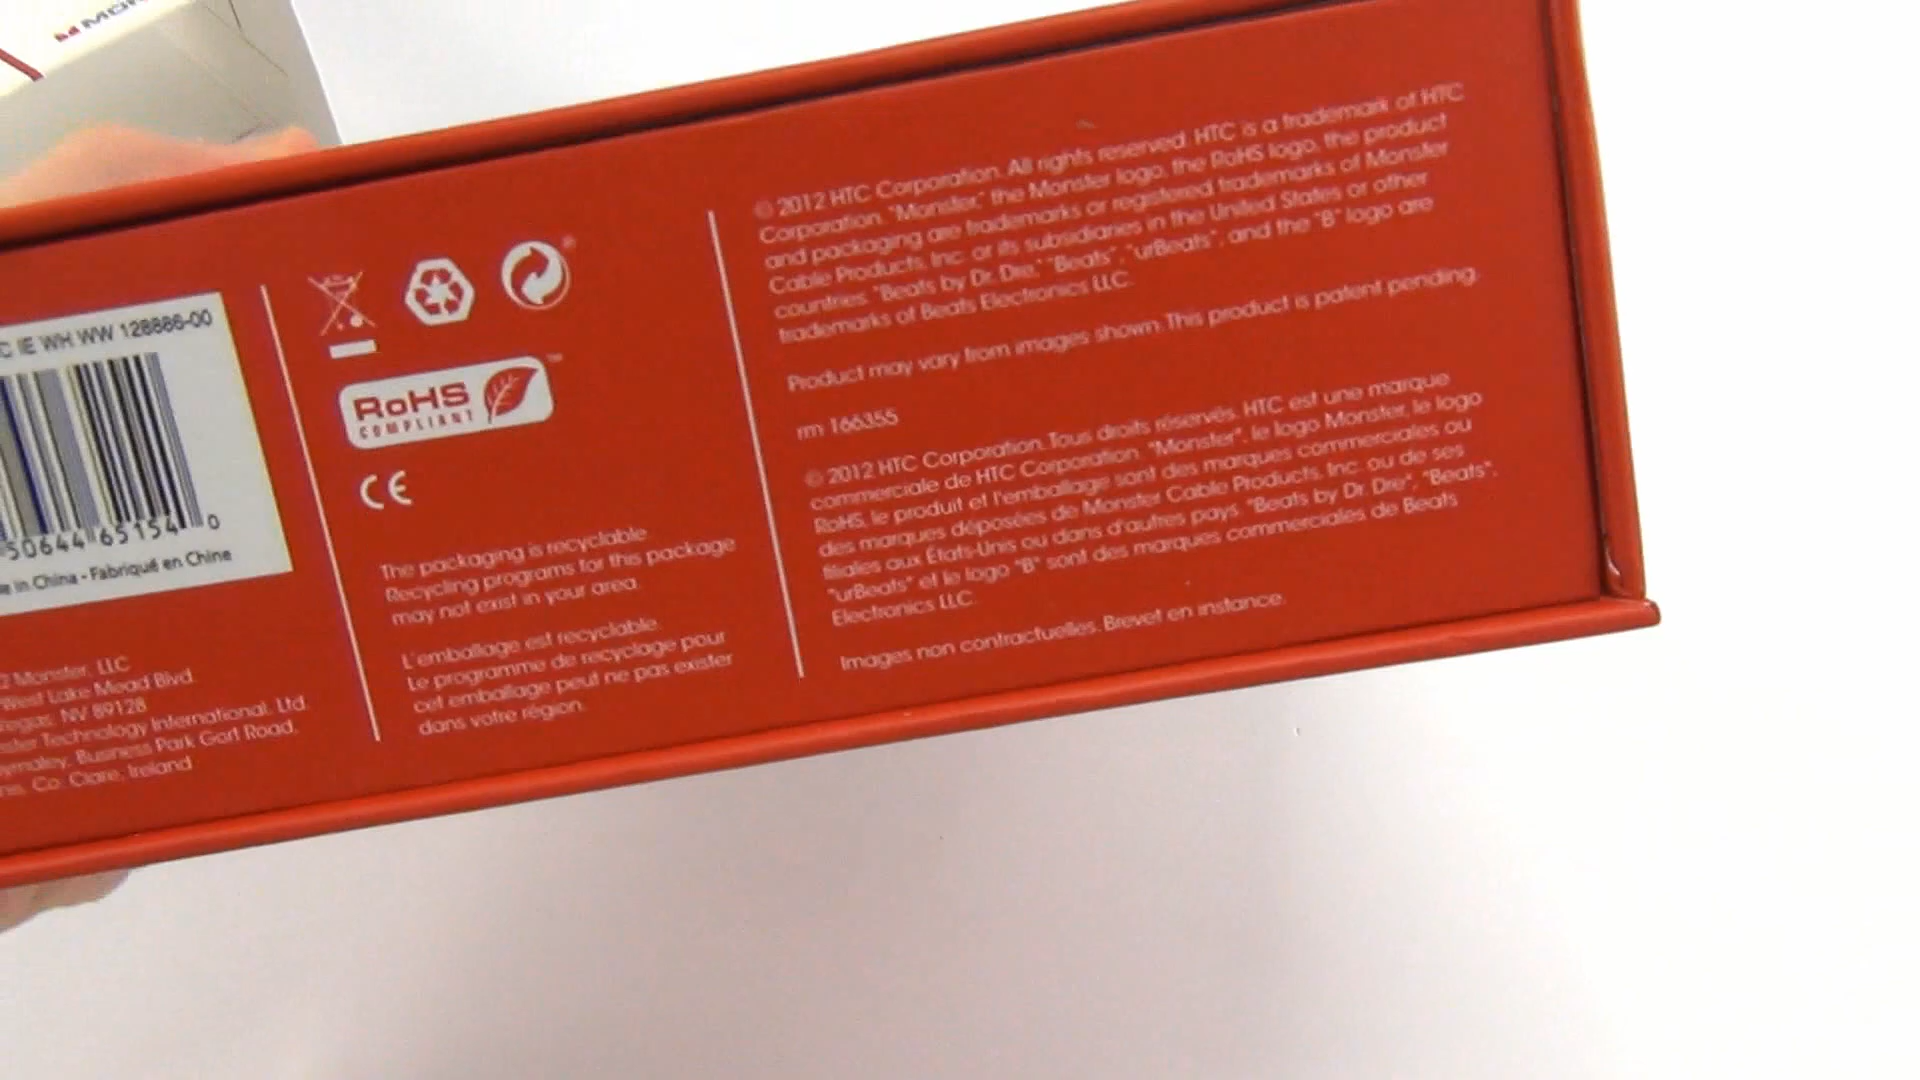 C IE WH WW 128886-00
50644 65154 0
in China - Fabriqué en Chine
2 Monster, LLC
West Lake Mead Blvd.
NV 89128
Technology International, Ltd.
Business Park Gort Road,
Co. Clare, Ireland
RoHS ™
COMPLIANT
CE
The packaging is recyclable
Recycling programs for this package
may not exist in your area
L'emballage est recyclable.
Le programme de recyclage pour
cet emballage peut ne pas exister
dans votre région.
© 2012 HTC Corporation. All rights reserved. HTC is a trademark of HTC
Corporation. "Monster," the Monster logo, the RoHS logo, the product
and packaging are trademarks or registered trademarks of Monster
Cable Products, Inc. or its subsidiaries in the United States or other
countries. "Beats by Dr. Dre," "Beats", "urBeats", and the "B" logo are
trademarks of Beats Electronics LLC.
Product may vary from images shown. This product is patent pending.
rm 166355
© 2012 HTC Corporation. Tous droits réservés. HTC est une marque
commerciale de HTC Corporation. "Monster", le logo Monster, le logo
RoHS, le produit et l'emballage sont des marques commerciales ou
des marques déposées de Monster Cable Products, Inc. ou de ses
filiales aux États-Unis ou dans d'autres pays "Beats by Dr. Dre", "Beats",
"urBeats" et le logo "B" sont des marques commerciales de Beats
Electronics LLC.
Images non contractuelles. Brevet en instance.